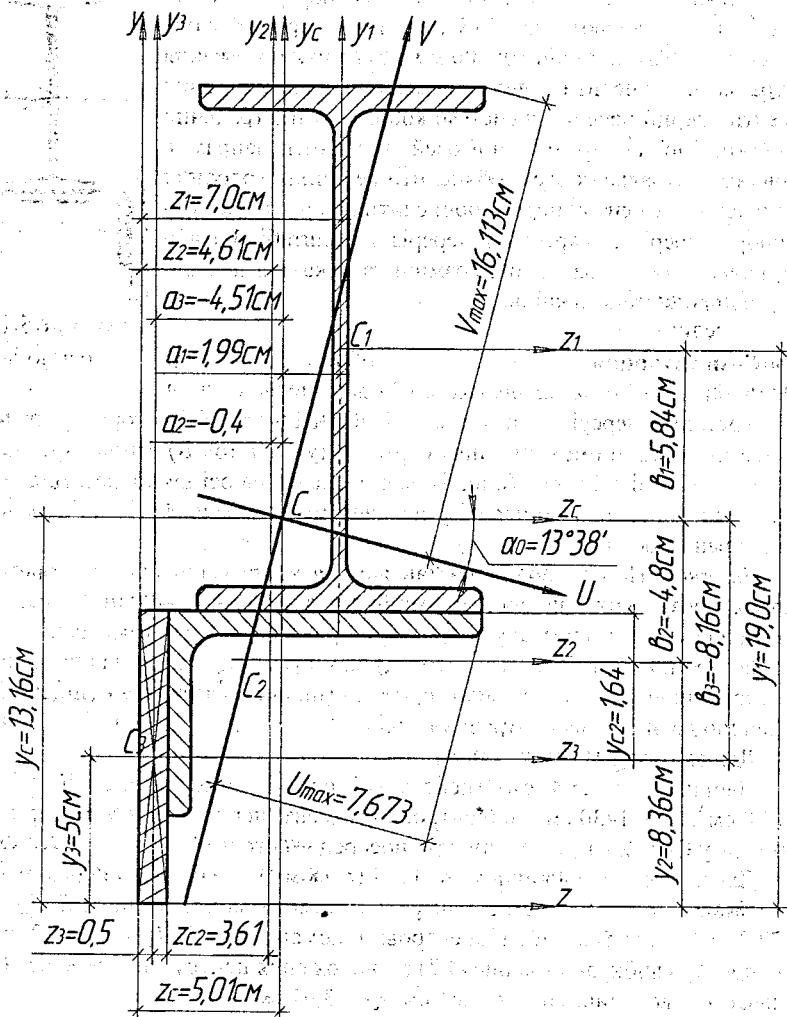 y y₃ y₂ yc y₁ V
z₁=7,0см
z₂=4,61см
a₃=-4,51см
a₁=1,99см
a₂=-0,4
Vmax=16,113см
C₁
z₁
в₁=5,84см
C
zc
α₀=13°38'
U
в₂=-4,8см
в₃=-8,16см
y₁=19,0см
yc=13,16см
z₂
C₂
yc₂=1,64
C₃
z₃
y₃=5см
Umax=7,673
y₂=8,36см
z
z₃=0,5
zc₂=3,61
zc=5,01см